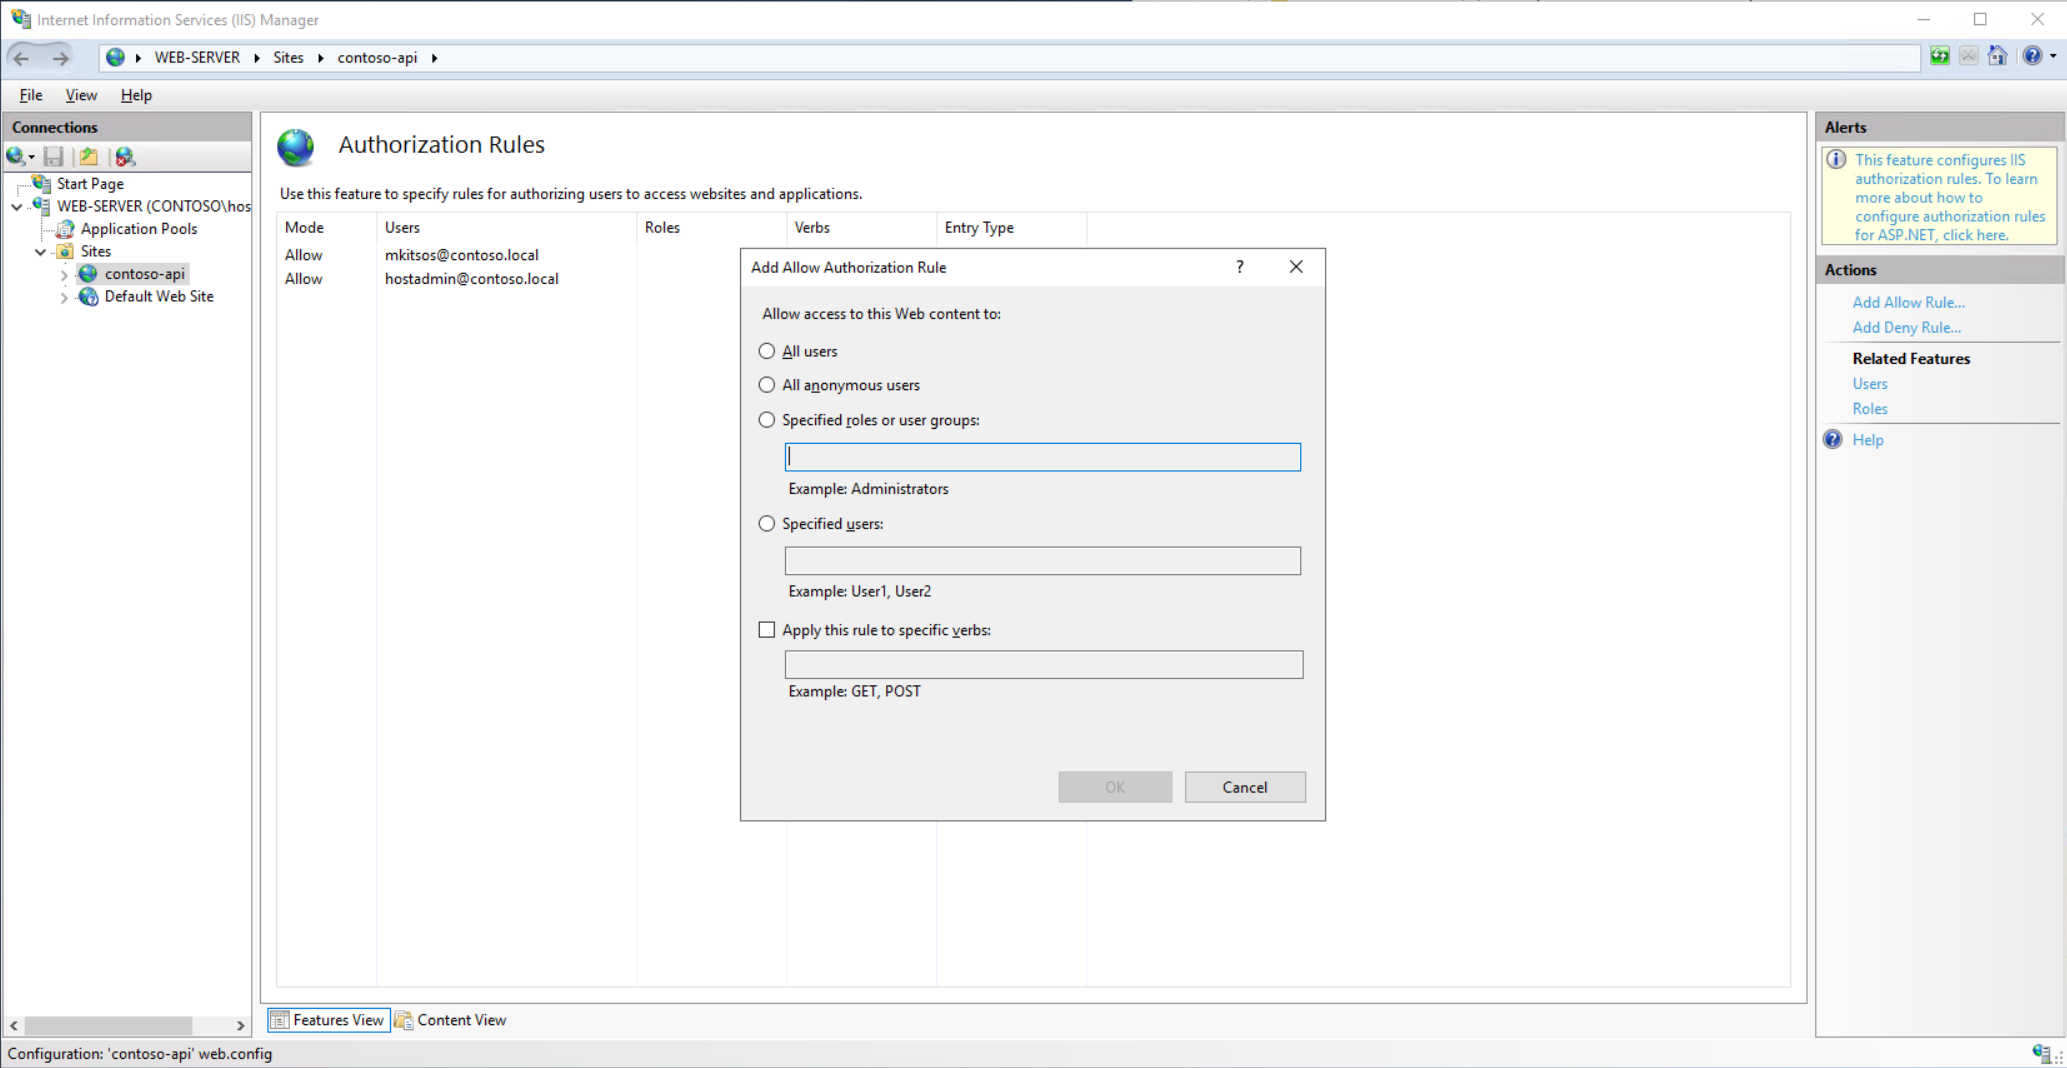 Internet Information Services (IIS) Manager
WEB-SERVER Sites contoso-api
File View Help
Connections
Start Page
WEB-SERVER (CONTOSO\hos
Application Pools
Sites
contoso-api
Default Web Site
Authorization Rules
Use this feature to specify rules for authorizing users to access websites and applications.
Mode Users Roles Verbs Entry Type
Allow mkitsos@contoso.local
Allow hostadmin@contoso.local
Add Allow Authorization Rule ?
Allow access to this Web content to:
All users
All anonymous users
Specified roles or user groups:
Example: Administrators
Specified users:
Example: User1, User2
Apply this rule to specific verbs:
Example: GET, POST
OK Cancel
Features View Content View
Alerts
This feature configures IIS
authorization rules. To learn
more about how to
configure authorization rules
for ASP.NET, click here.
Actions
Add Allow Rule...
Add Deny Rule...
Related Features
Users
Roles
Help
Configuration: 'contoso-api' web.config